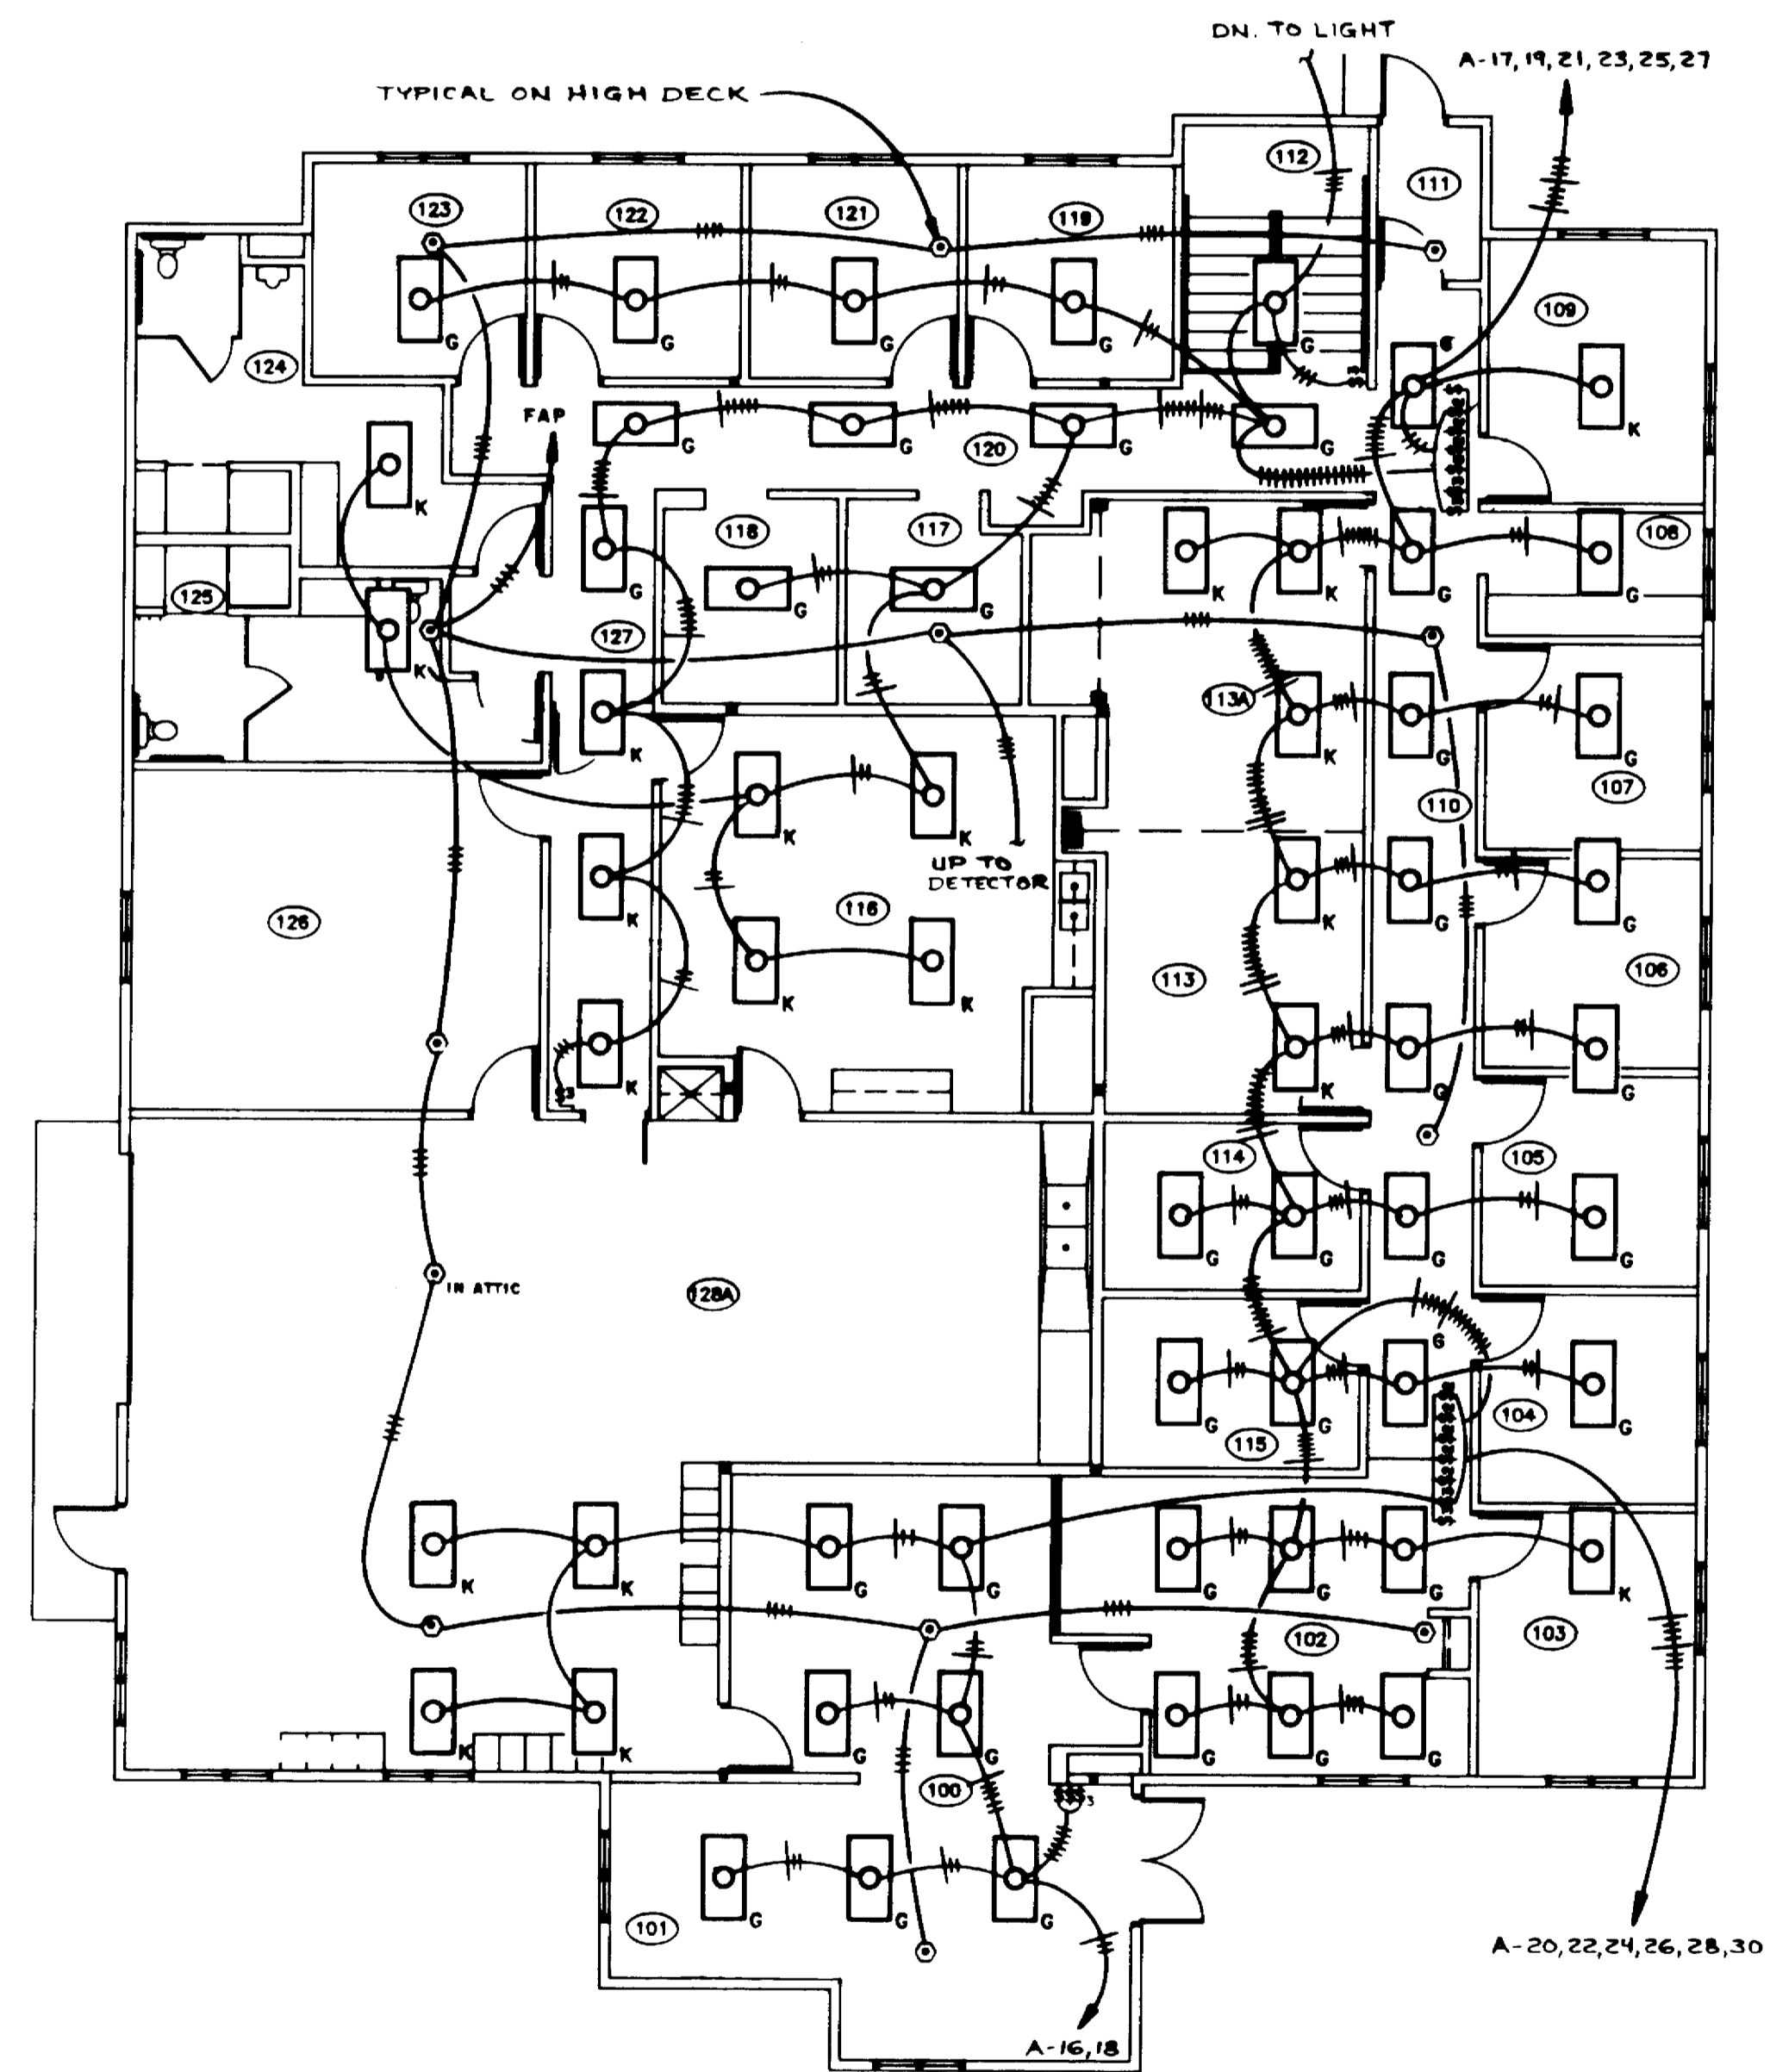 DN. TO LIGHT
A-17, 19, 21, 23, 25, 27
TYPICAL ON HIGH DECK
112
111
123
122
121
119
109
G
G
G
G
G
G
124
FAP
K
G
G
G
G
120
K
118
117
108
125
G
G
G
K
K
G
G
127
K
113A
K
G
G
107
K
110
K
K
UP TO
DETECTOR
126
116
K
K
G
G
113
106
K
K
K
K
G
G
114
105
G
G
G
G
IN ATTIC
128A
G
104
G
G
G
115
K
K
G
G
G
G
G
K
102
103
K
K
G
G
G
G
G
100
101
G
G
G
A-20, 22, 24, 26, 28, 30
A-16, 18